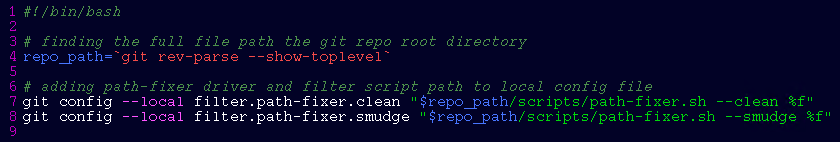 1 #!/bin/bash
2
3 # finding the full file path the git repo root directory
4 repo_path=`git rev-parse --show-toplevel`
5
6 # adding path-fixer driver and filter script path to local config file
7 git config --local filter.path-fixer.clean "$repo_path/scripts/path-fixer.sh --clean %f"
8 git config --local filter.path-fixer.smudge "$repo_path/scripts/path-fixer.sh --smudge %f"
9